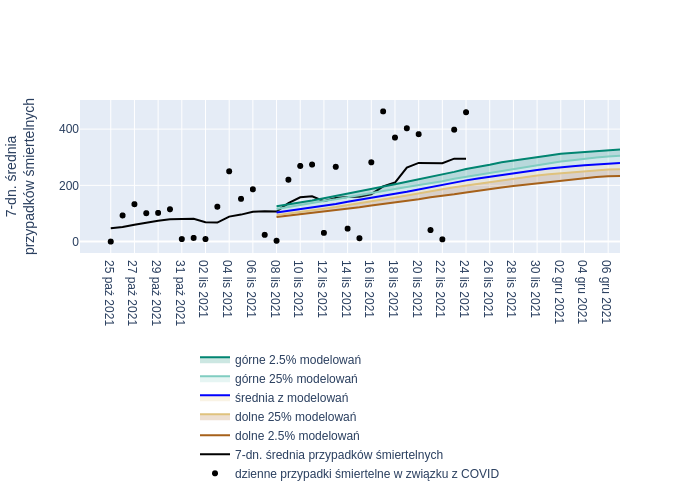 7-dn. średnia
przypadków śmiertelnych
400
200
0
25 paź 2021
27 paź 2021
29 paź 2021
31 paź 2021
02 lis 2021
04 lis 2021
06 lis 2021
08 lis 2021
10 lis 2021
12 lis 2021
14 lis 2021
16 lis 2021
18 lis 2021
20 lis 2021
22 lis 2021
24 lis 2021
26 lis 2021
28 lis 2021
30 lis 2021
02 gru 2021
04 gru 2021
06 gru 2021
górne 2.5% modelowań
górne 25% modelowań
średnia z modelowań
dolne 25% modelowań
dolne 2.5% modelowań
7-dn. średnia przypadków śmiertelnych
dzienne przypadki śmiertelne w związku z COVID